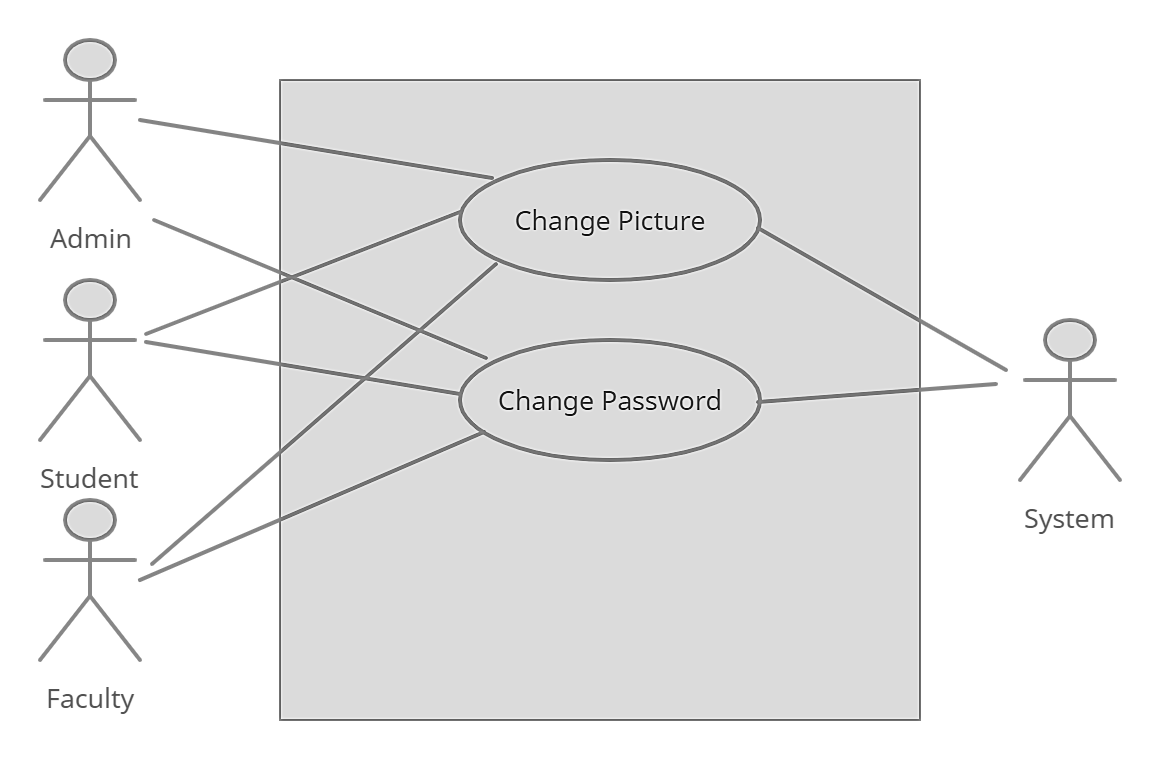 Admin
Student
Faculty
Change Picture
Change Password
System